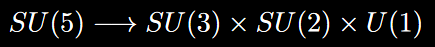 SU(5) ⟶ SU(3) × SU(2) × U(1)